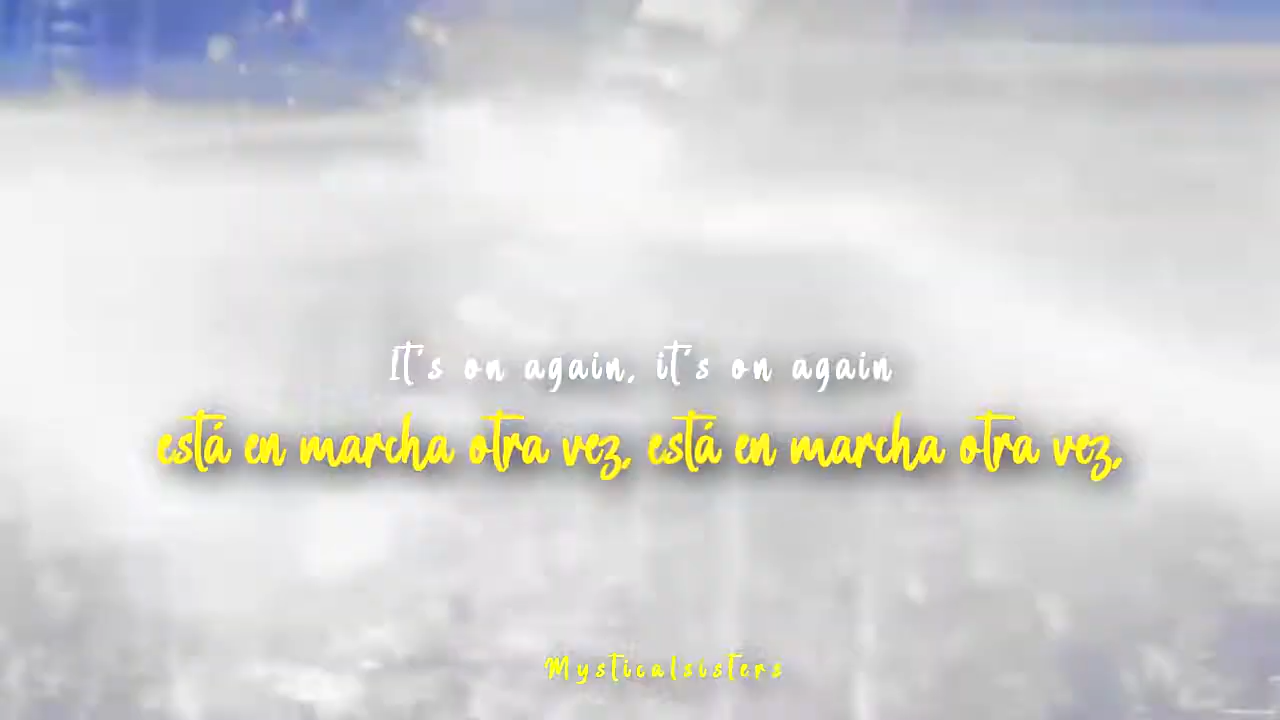 It's on again, it's on again
está en marcha otra vez, está en marcha otra vez,
Mysticalsisters